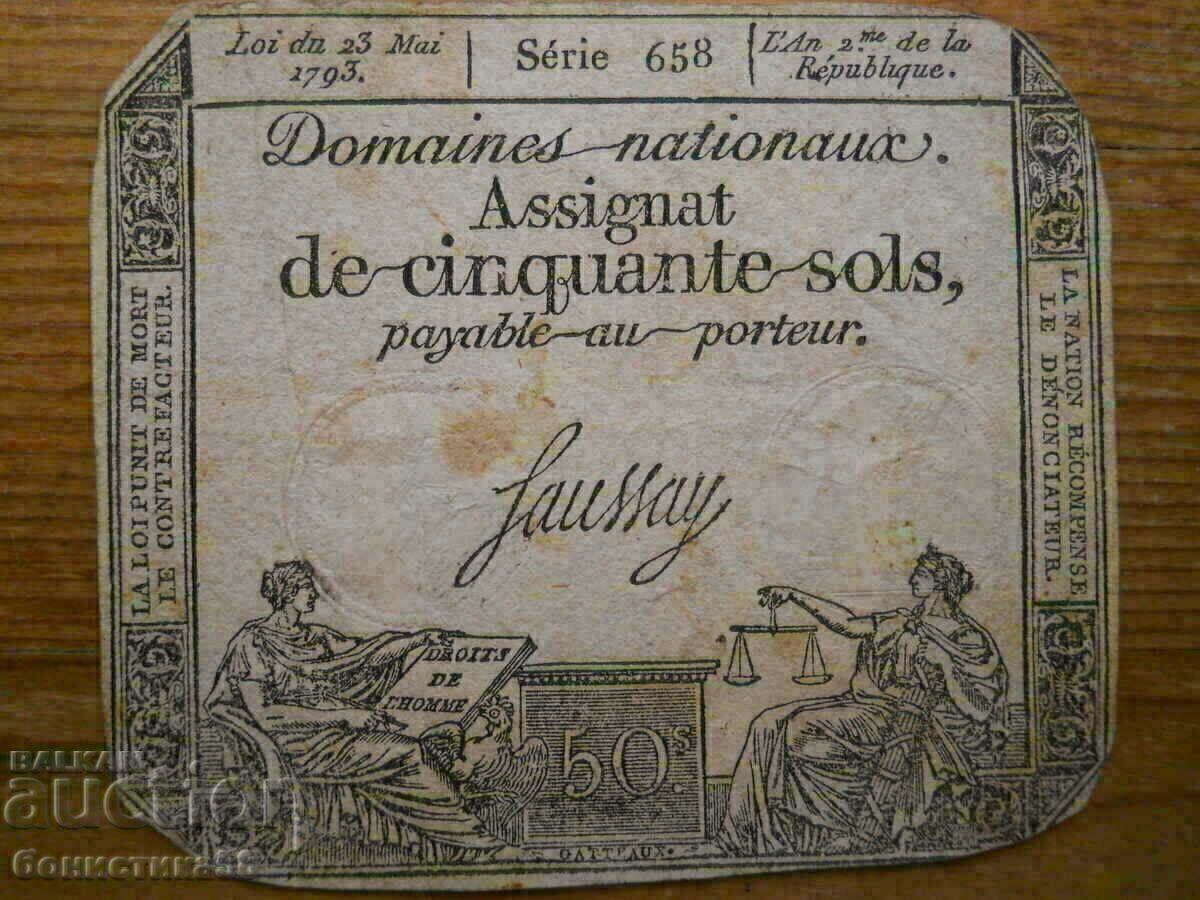 Loi du 23 Mai
1793.
Série 658
L'An 2.me de la
République.
Domaines nationaux.
Assignat
de cinquante sols,
payable au porteur.
Saussay
LA LOI PUNIT DE MORT
LE CONTREFACTEUR.
LA NATION RÉCOMPENSE
LE DÉNONCIATEUR.
DROITS
DE
L'HOMME
50.s
GATTEAUX.
BALKAN
auction
бонистика68